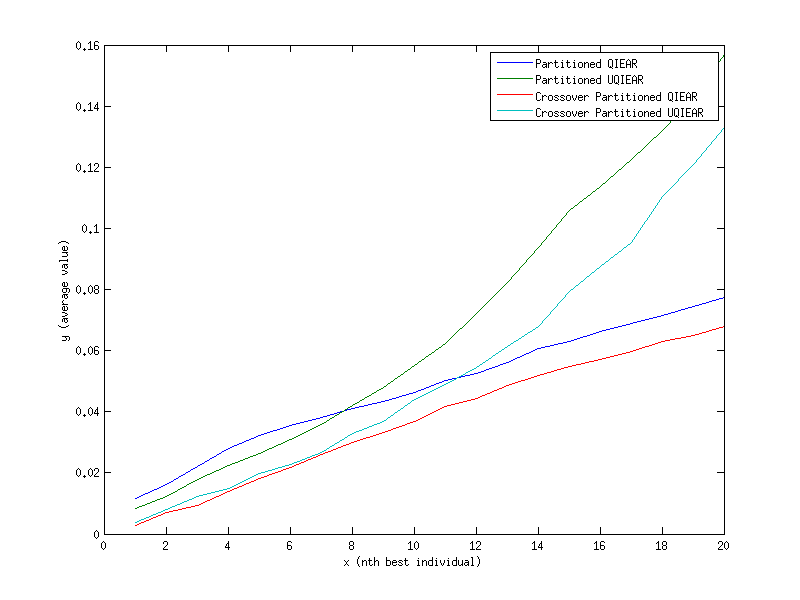 0.16
0.14
0.12
0.1
0.08
0.06
0.04
0.02
0
y (average value)
Partitioned QIEAR
Partitioned UQIEAR
Crossover Partitioned QIEAR
Crossover Partitioned UQIEAR
0 2 4 6 8 10 12 14 16 18 20
x (nth best individual)